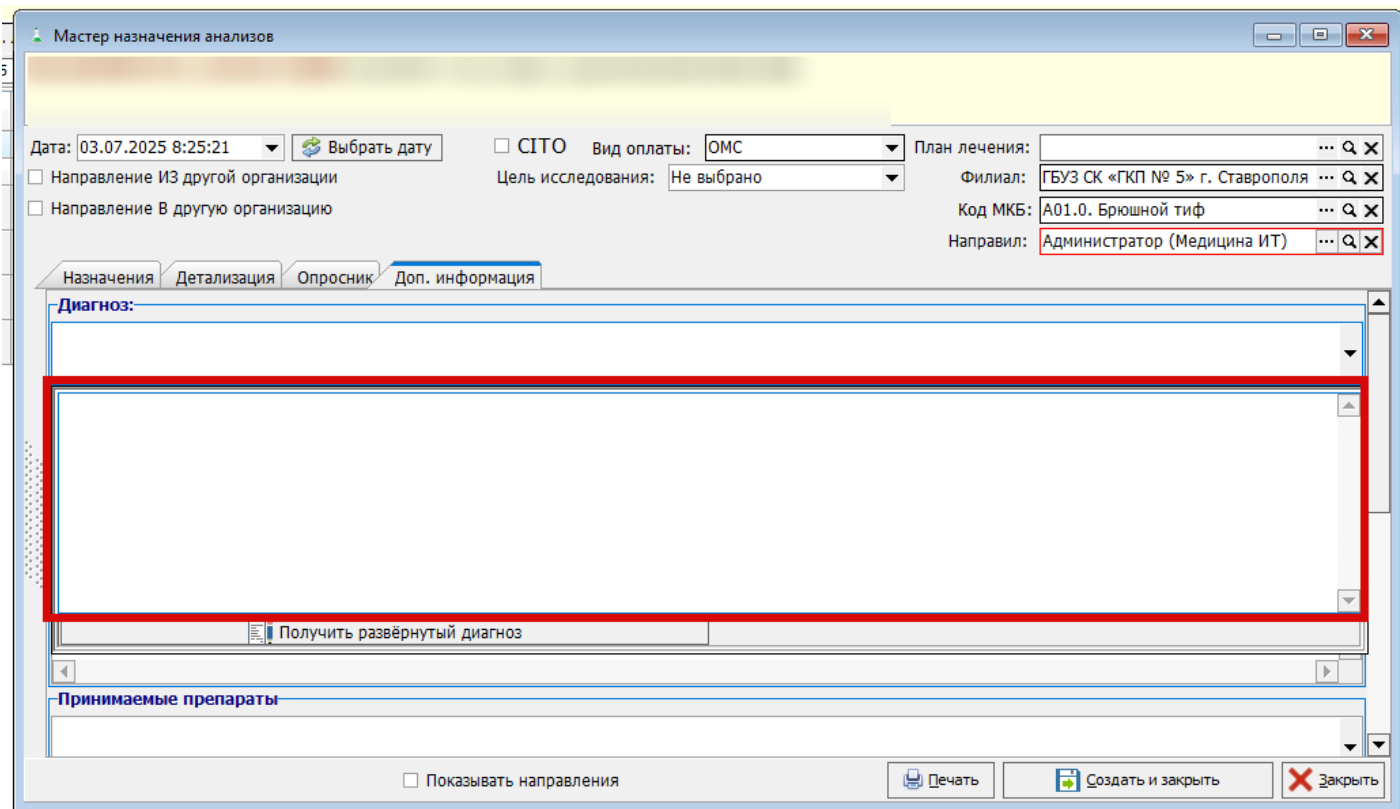 Мастер назначения анализов
Дата: 03.07.2025 8:25:21 Выбрать дату CITO Вид оплаты: ОМС План лечения:
Направление ИЗ другой организации Цель исследования: Не выбрано Филиал: ГБУЗ СК «ГКП № 5» г. Ставрополя
Направление В другую организацию Код МКБ: A01.0. Брюшной тиф
Направил: Администратор (Медицина ИТ)
Назначения Детализация Опросник Доп. информация
Диагноз:
Получить развёрнутый диагноз
Принимаемые препараты
Показывать направления Печать Создать и закрыть Закрыть